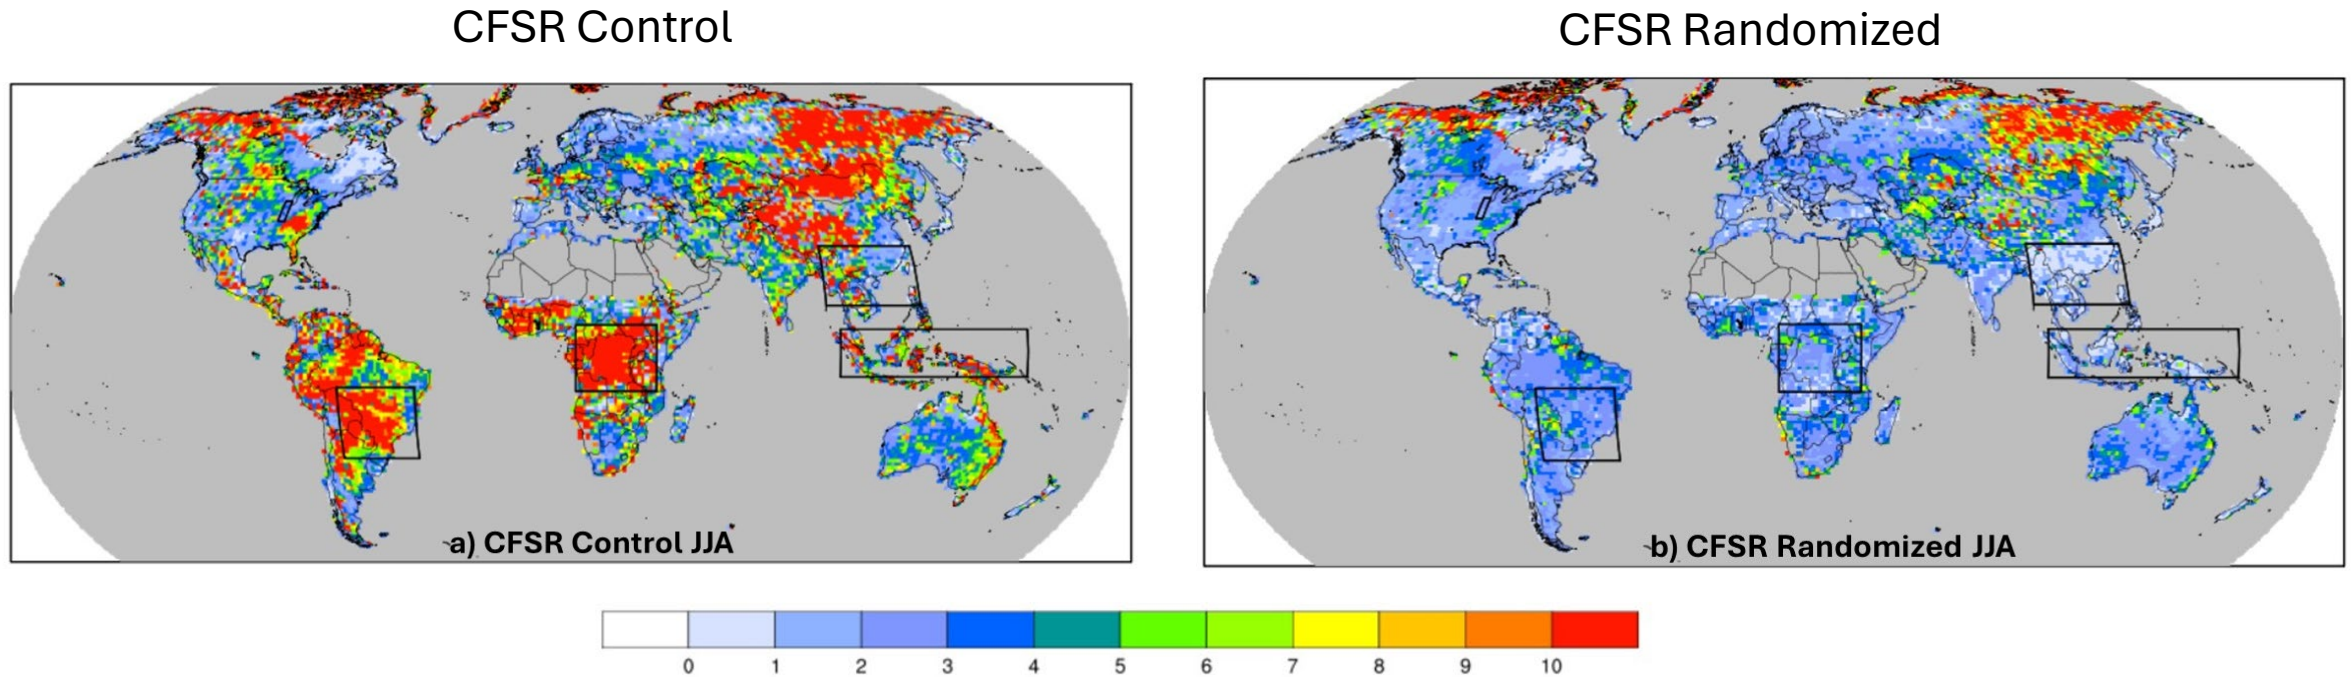 CFSR Control
CFSR Randomized
a) CFSR Control JJA
b) CFSR Randomized JJA
0 1 2 3 4 5 6 7 8 9 10